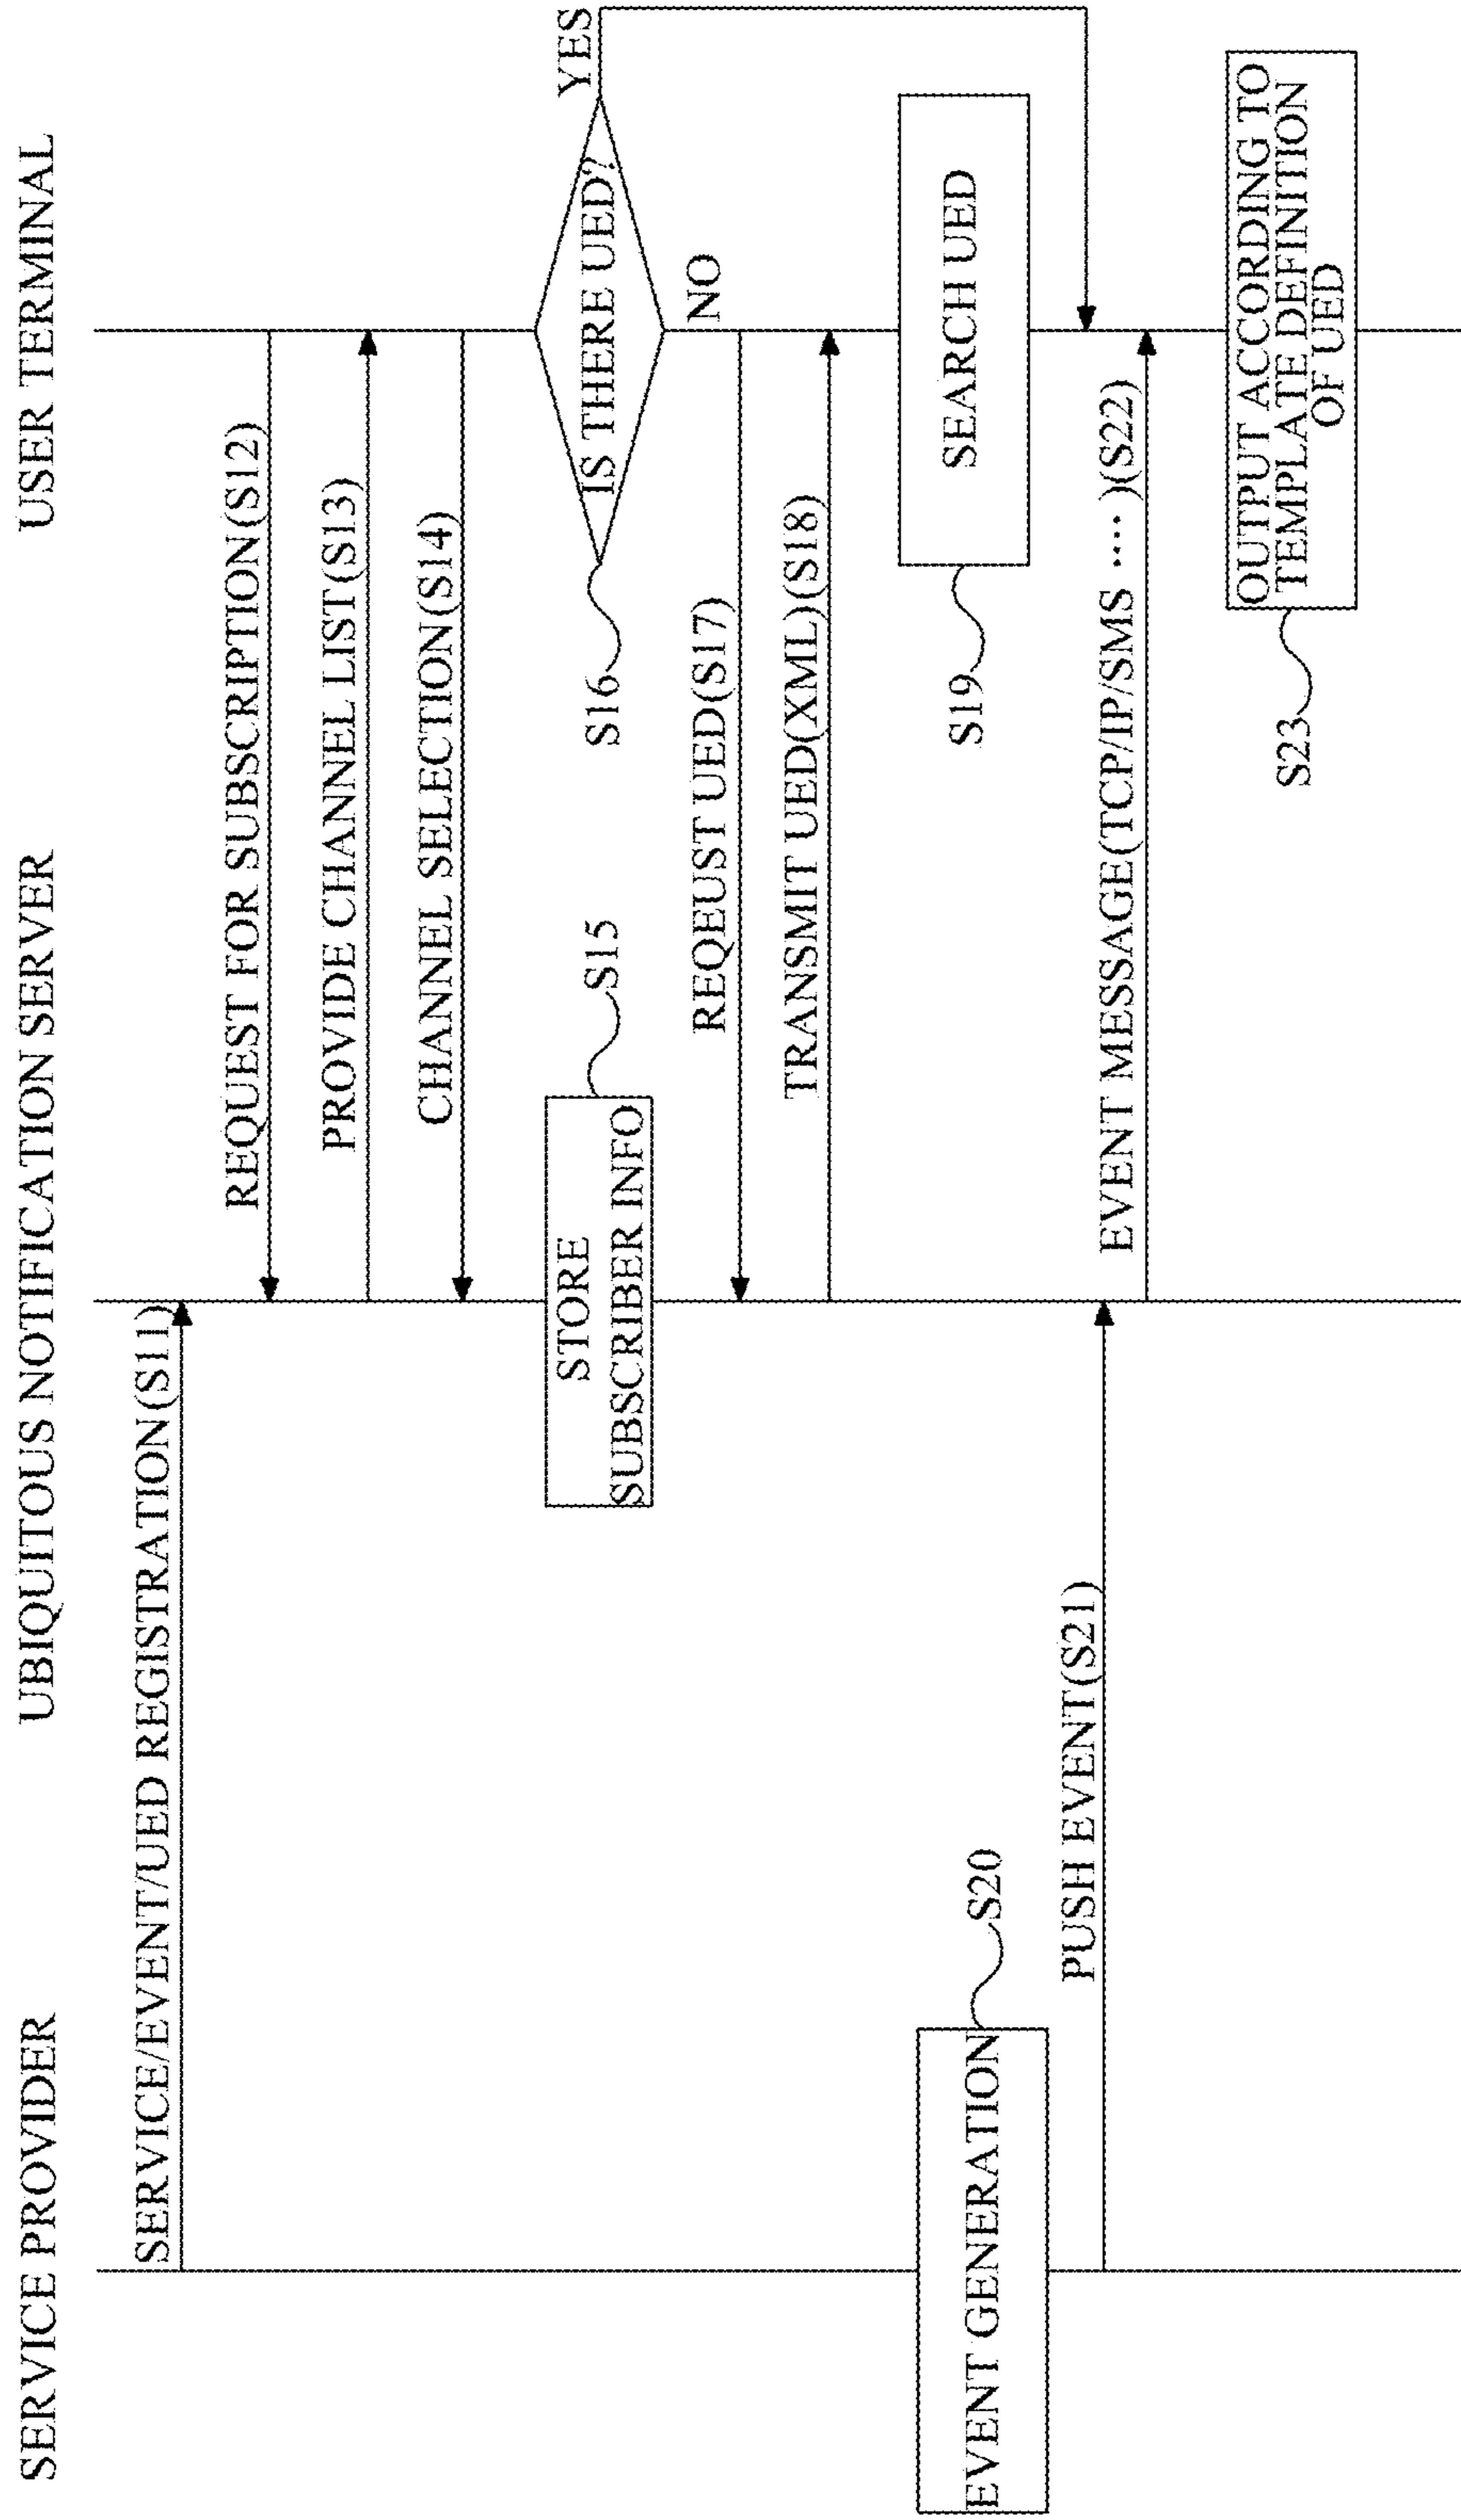 SERVICE PROVIDER
UBIQUITOUS NOTIFICATION SERVER
USER TERMINAL
SERVICE/EVENT/UED REGISTRATION(S11)
REQUEST FOR SUBSCRIPTION(S12)
PROVIDE CHANNEL LIST(S13)
CHANNEL SELECTION(S14)
STORE
SUBSCRIBER INFO
S15
IS THERE UED?
YES
S16
NO
REQEUST UED(S17)
TRANSMIT UED(XML)(S18)
SEARCH UED
S19
EVENT GENERATION
S20
PUSH EVENT(S21)
EVENT MESSAGE(TCP/IP/SMS ····)(S22)
OUTPUT ACCORDING TO
TEMPLATE DEFINITION
OF UED
S23